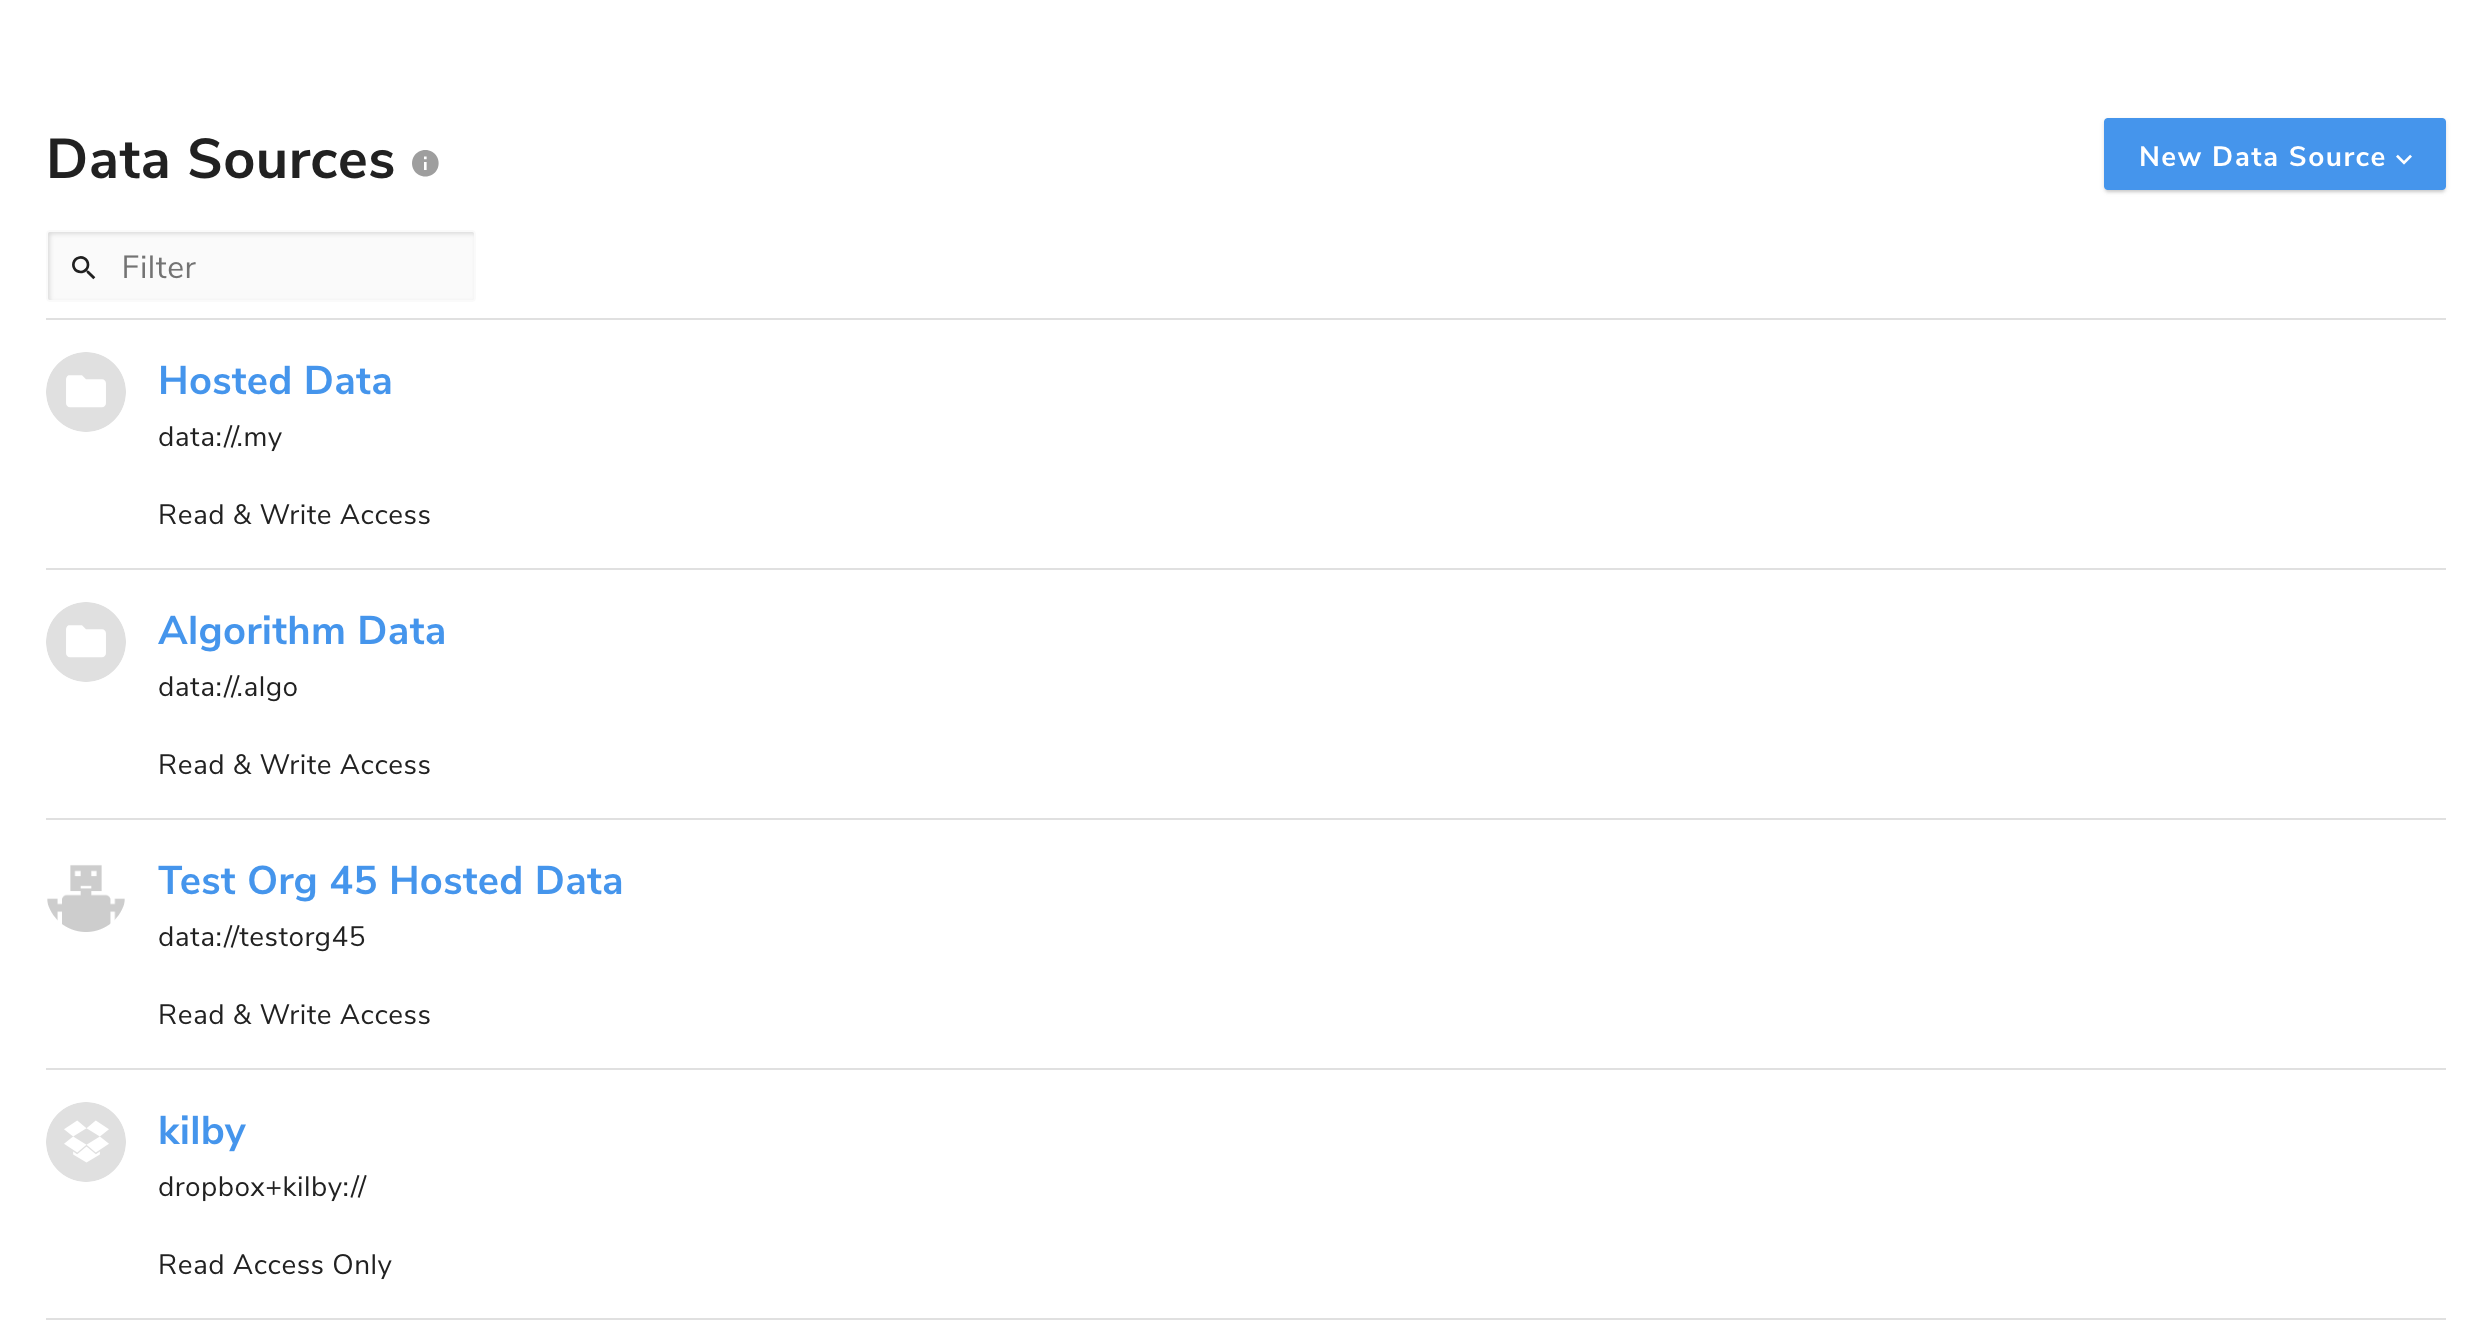 Data Sources
New Data Source
Filter
Hosted Data
data://.my
Read & Write Access
Algorithm Data
data://.algo
Read & Write Access
Test Org 45 Hosted Data
data://testorg45
Read & Write Access
kilby
dropbox+kilby://
Read Access Only